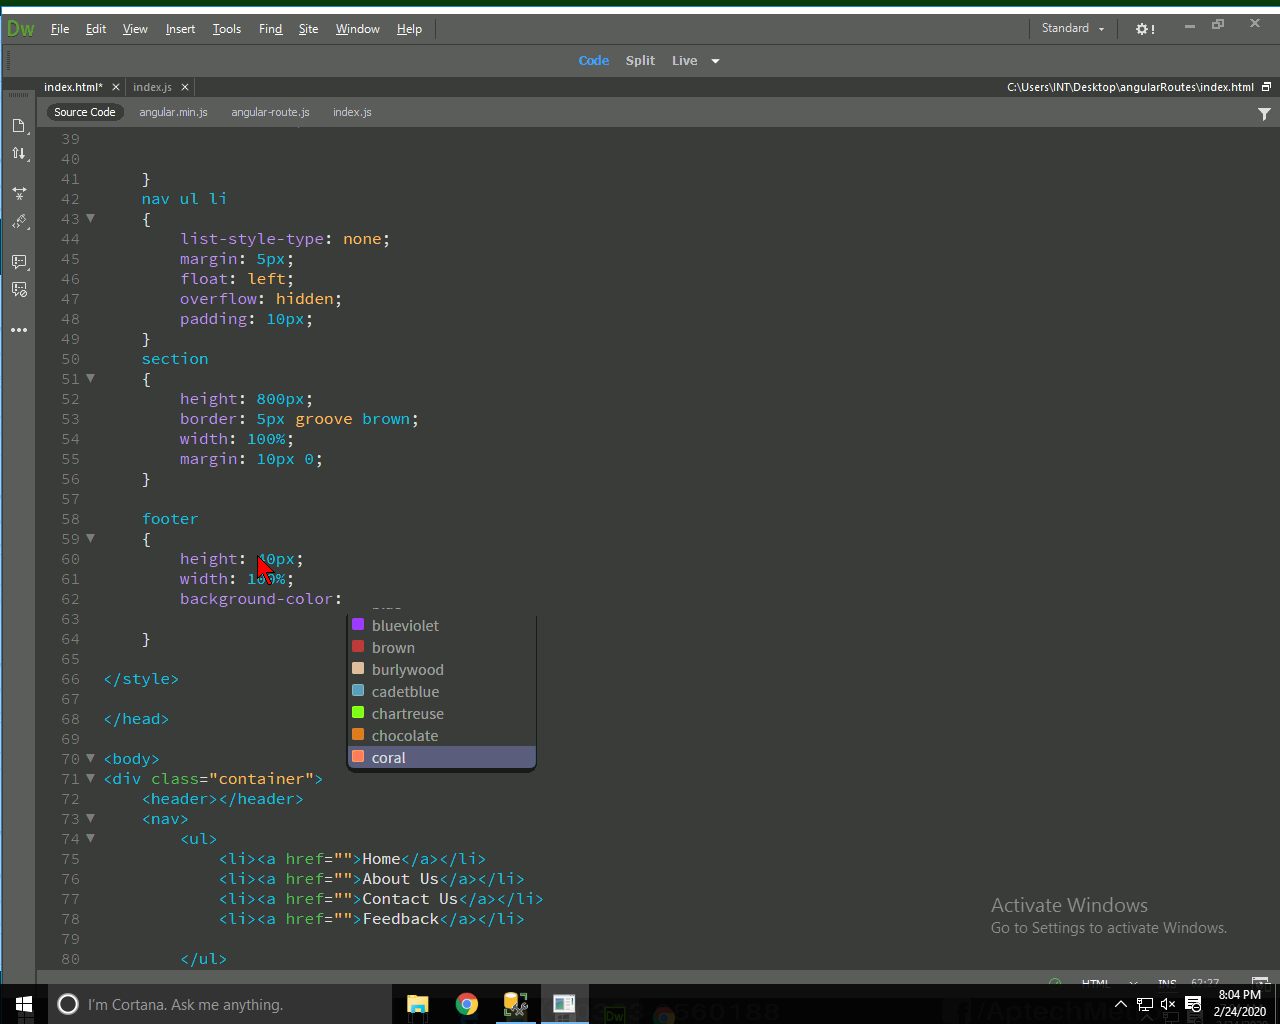 Dw File Edit View Insert Tools Find Site Window Help Standard
Code Split Live
index.html* index.js C:\Users\INT\Desktop\angularRoutes\index.html
Source Code angular.min.js angular-route.js index.js
39
40
41 }
42 nav ul li
43 {
44 list-style-type: none;
45 margin: 5px;
46 float: left;
47 overflow: hidden;
48 padding: 10px;
49 }
50 section
51 {
52 height: 800px;
53 border: 5px groove brown;
54 width: 100%;
55 margin: 10px 0;
56 }
57
58 footer
59 {
60 height: 40px;
61 width: 100%;
62 background-color:
63
64 }
65
66 </style>
67
68 </head>
69
70 <body>
71 <div class="container">
72 <header></header>
73 <nav>
74 <ul>
75 <li><a href="">Home</a></li>
76 <li><a href="">About Us</a></li>
77 <li><a href="">Contact Us</a></li>
78 <li><a href="">Feedback</a></li>
79
80 </ul>
blueviolet
brown
burlywood
cadetblue
chartreuse
chocolate
coral
Activate Windows
Go to Settings to activate Windows.
HTML INS 62:27
I'm Cortana. Ask me anything.
8:04 PM
2/24/2020